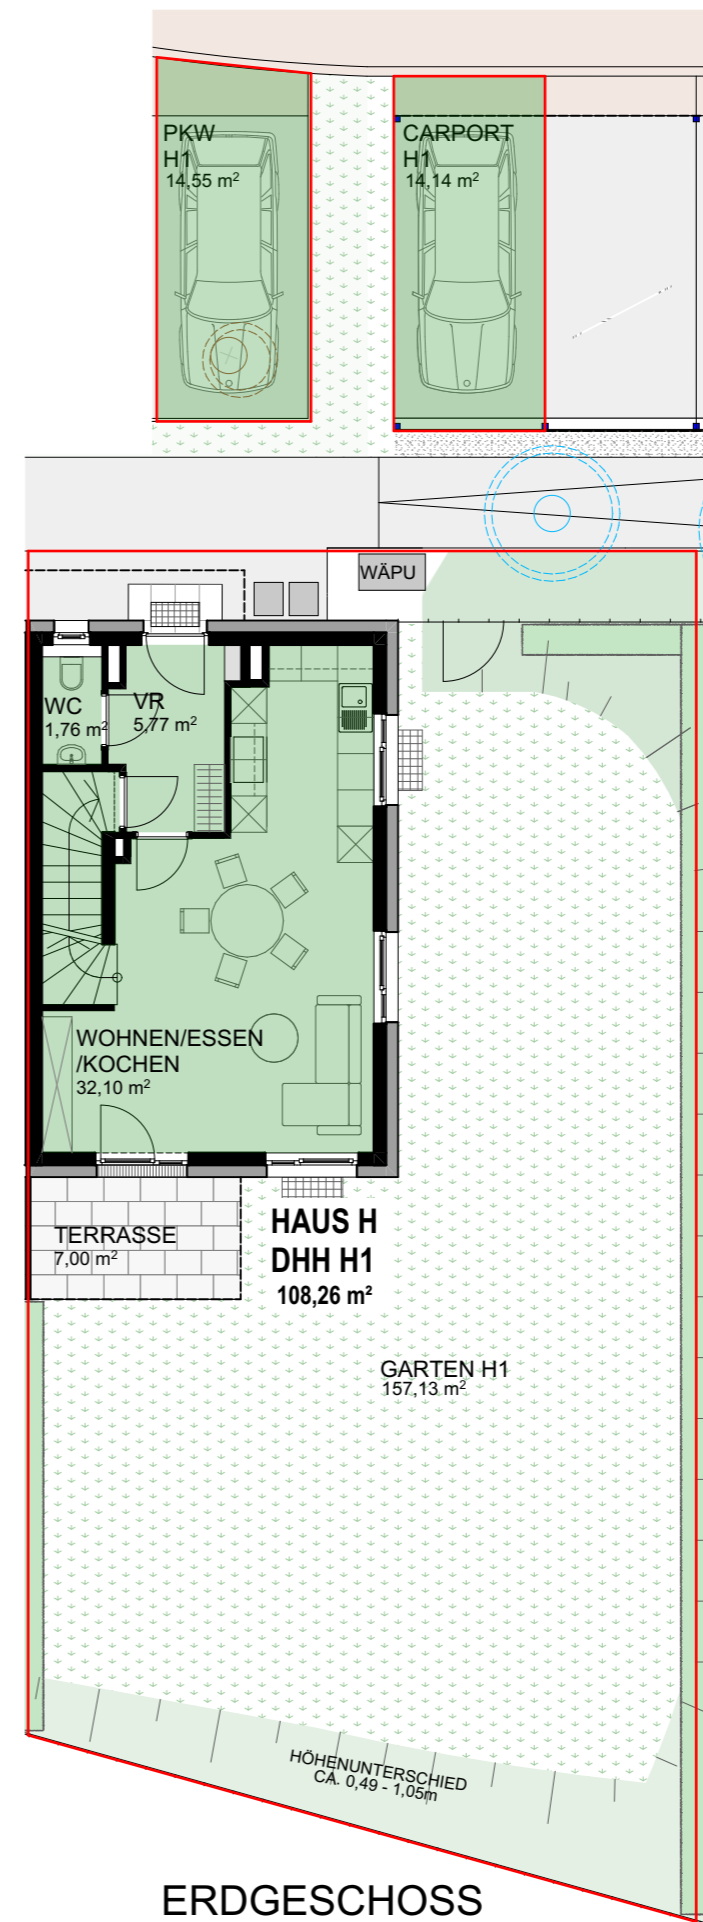 PKW
H1
14,55 m²
CARPORT
H1
14,14 m²
WÄPU
WC
1,76 m²
VR
5,77 m²
WOHNEN/ESSEN
/KOCHEN
32,10 m²
TERRASSE
7,00 m²
HAUS H
DHH H1
108,26 m²
GARTEN H1
157,13 m²
HÖHENUNTERSCHIED
CA. 0,49 - 1,05m
ERDGESCHOSS